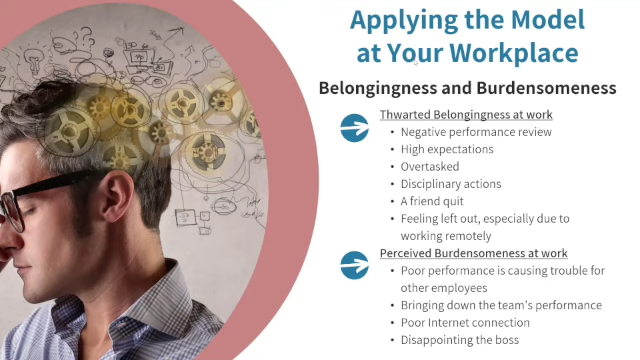 Applying the Model
at Your Workplace
Belongingness and Burdensomeness
Thwarted Belongingness at work
• Negative performance review
• High expectations
• Overtasked
• Disciplinary actions
• A friend quit
• Feeling left out, especially due to
working remotely
Perceived Burdensomeness at work
• Poor performance is causing trouble for
other employees
• Bringing down the team's performance
• Poor Internet connection
• Disappointing the boss